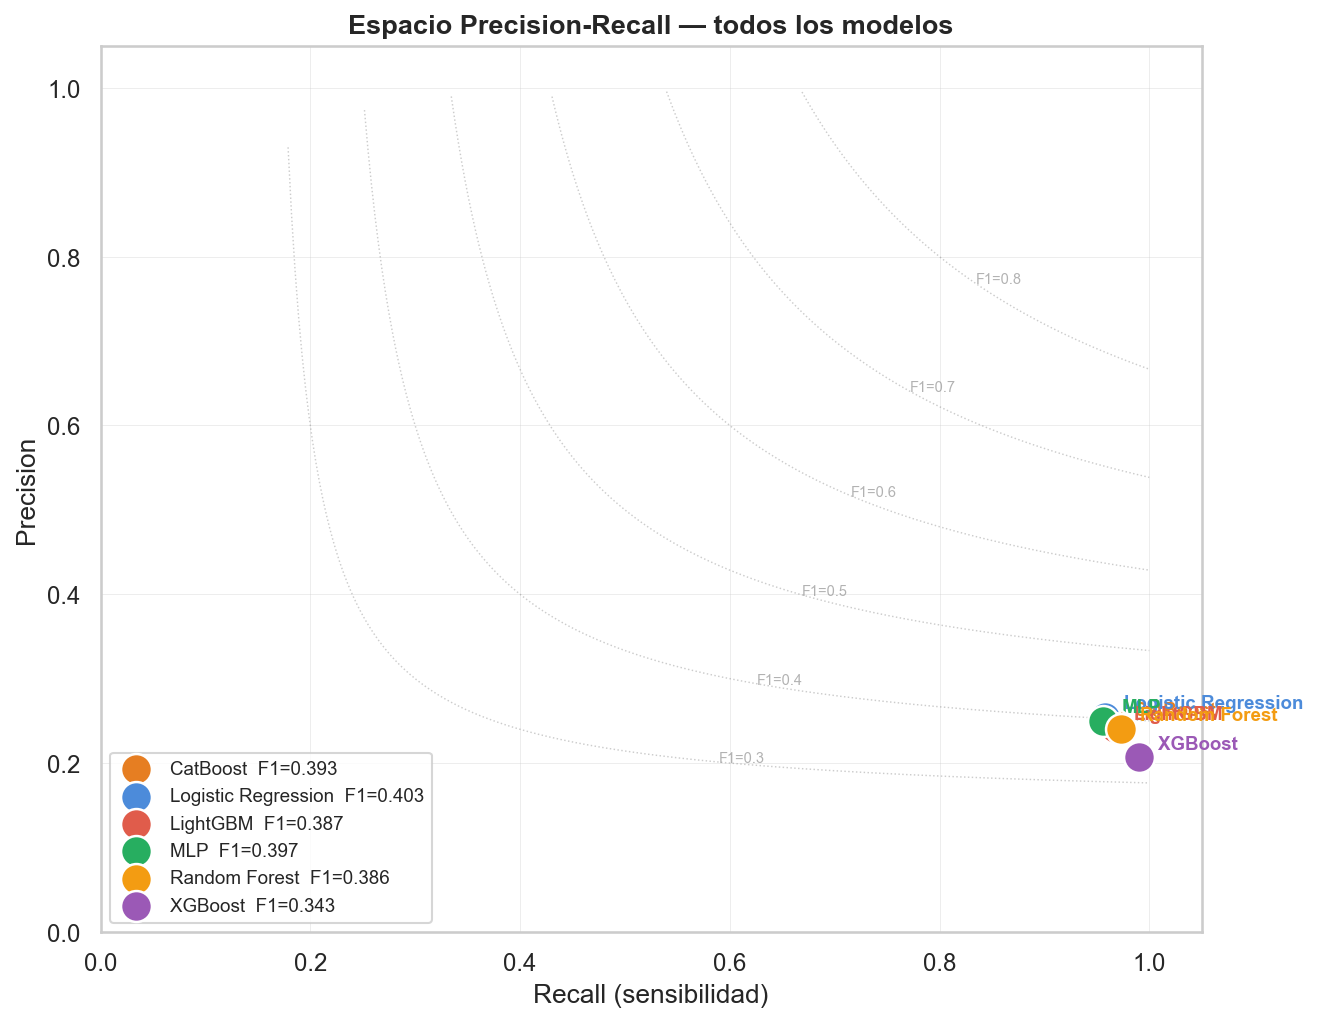 Espacio Precision-Recall — todos los modelos
1.0
0.8
0.6
0.4
0.2
0.0
Precision
F1=0.8
F1=0.7
F1=0.6
F1=0.5
F1=0.4
F1=0.3
Logistic Regression
MLP
LightGBM
Random Forest
XGBoost
CatBoost F1=0.393
Logistic Regression F1=0.403
LightGBM F1=0.387
MLP F1=0.397
Random Forest F1=0.386
XGBoost F1=0.343
0.0 0.2 0.4 0.6 0.8 1.0
Recall (sensibilidad)